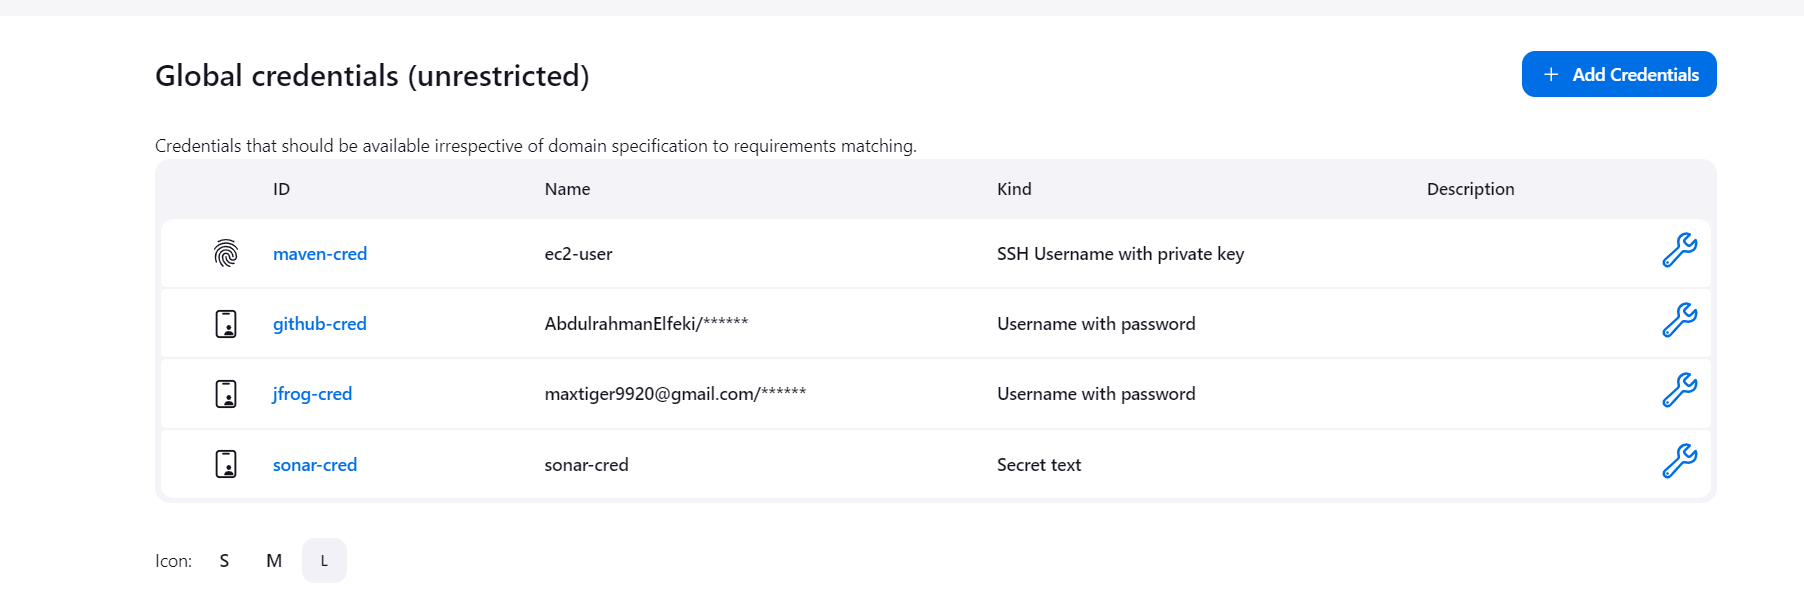 Global credentials (unrestricted)
+ Add Credentials
Credentials that should be available irrespective of domain specification to requirements matching.
ID Name Kind Description
maven-cred ec2-user SSH Username with private key
github-cred AbdulrahmanElfeki/****** Username with password
jfrog-cred maxtiger9920@gmail.com/****** Username with password
sonar-cred sonar-cred Secret text
Icon: S M L